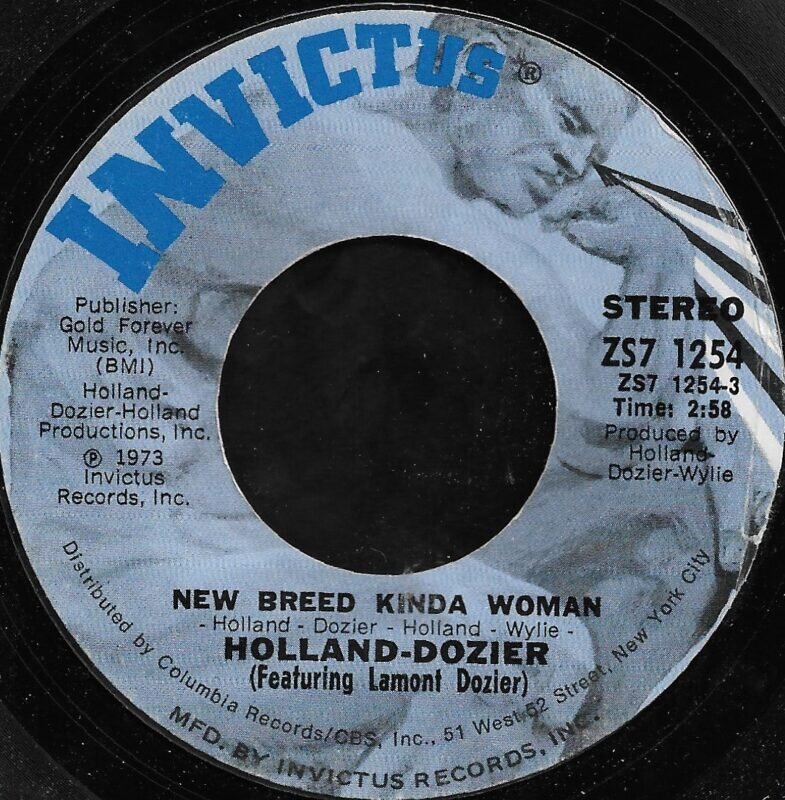 INVICTUS®
Publisher:
Gold Forever
Music, Inc.
(BMI)
Holland-
Dozier-Holland
Productions, Inc.
℗ 1973
Invictus
Records, Inc.
STEREO
ZS7 1254
ZS7 1254-3
Time: 2:58
Produced by
Holland-
Dozier-Wylie
NEW BREED KINDA WOMAN
- Holland - Dozier - Holland - Wylie -
HOLLAND-DOZIER
(Featuring Lamont Dozier)
Distributed by Columbia Records/CBS, Inc., 51 West 52 Street, New York City
MFD. BY INVICTUS RECORDS, INC.